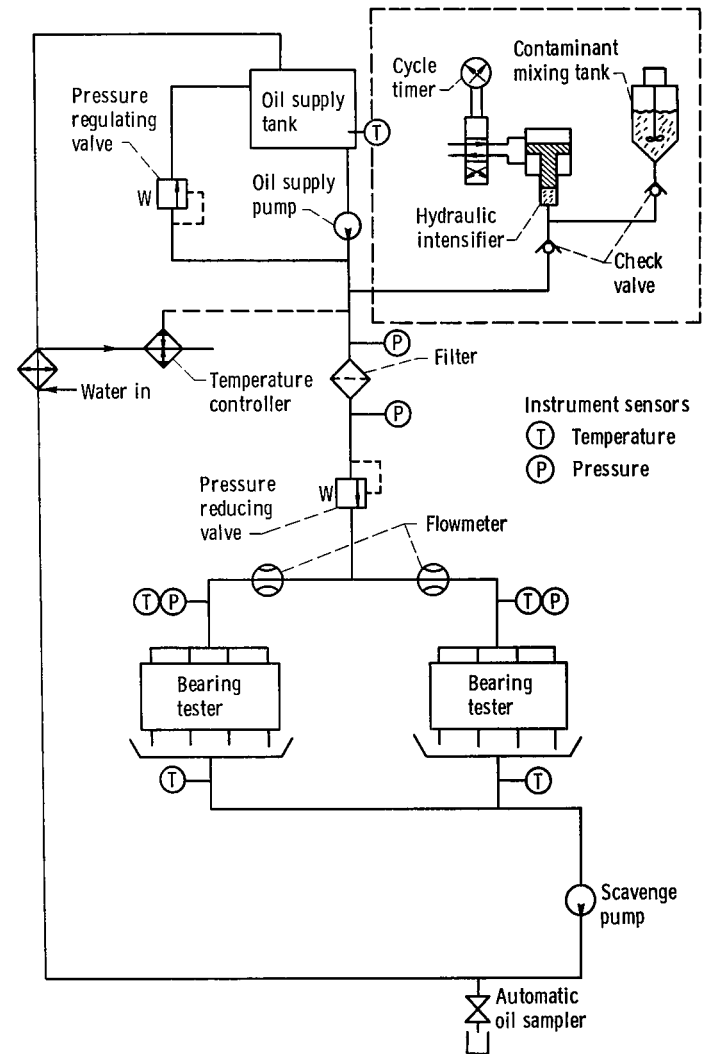 Contaminant
mixing tank
Cycle
timer
Oil supply
tank
T
Pressure
regulating
valve
W
Oil supply
pump
Hydraulic
intensifier
Check
valve
P
Filter
Water in
Temperature
controller
P
Instrument sensors
T Temperature
P Pressure
Pressure
reducing
valve
W
Flowmeter
T P
T P
Bearing
tester
Bearing
tester
T
T
Scavenge
pump
Automatic
oil sampler